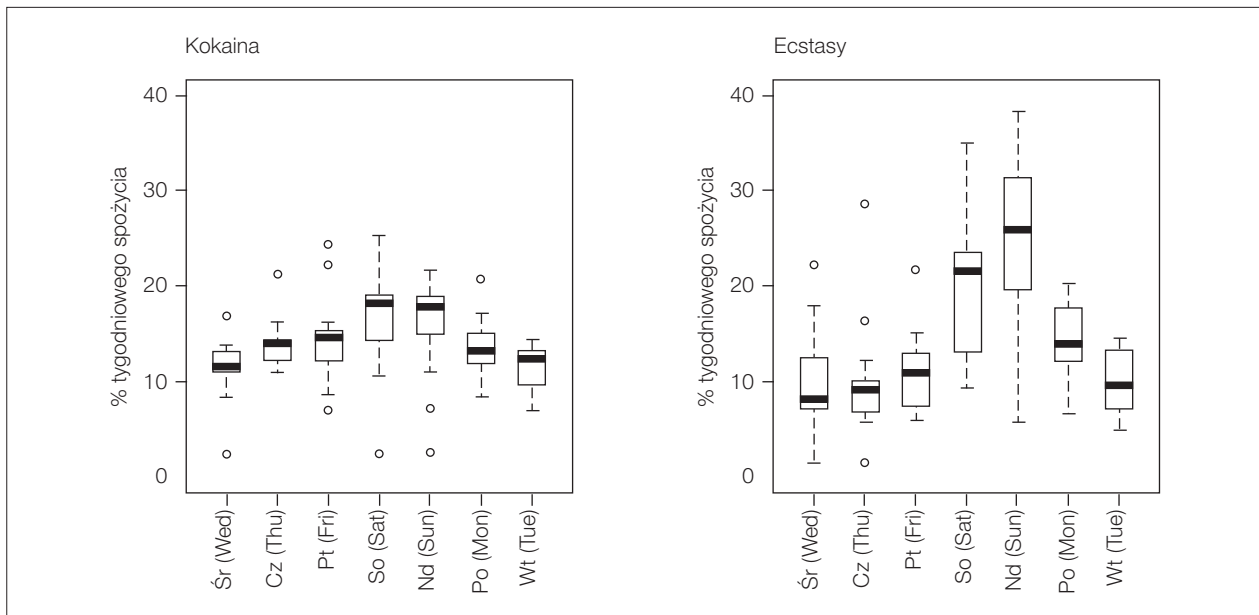 Kokaina
% tygodniowego spożycia
40
30
20
10
0
Śr (Wed)
Cz (Thu)
Pt (Fri)
So (Sat)
Nd (Sun)
Po (Mon)
Wt (Tue)
Ecstasy
% tygodniowego spożycia
40
30
20
10
0
Śr (Wed)
Cz (Thu)
Pt (Fri)
So (Sat)
Nd (Sun)
Po (Mon)
Wt (Tue)